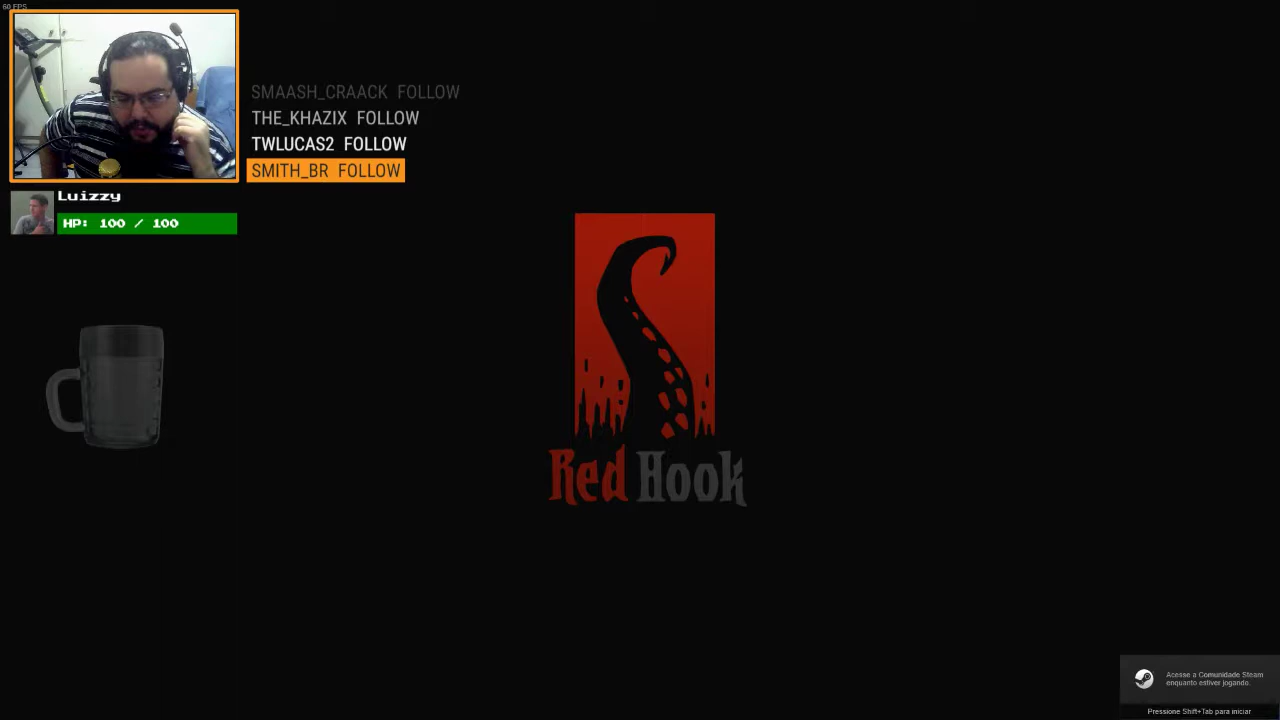 60 FPS
SMAASH_CRAACK FOLLOW
THE_KHAZIX FOLLOW
TWLUCAS2 FOLLOW
SMITH_BR FOLLOW
Luizzy
HP: 100 / 100
Red Hook
Acesse a Comunidade Steam
enquanto estiver jogando.
Pressione Shift+Tab para iniciar